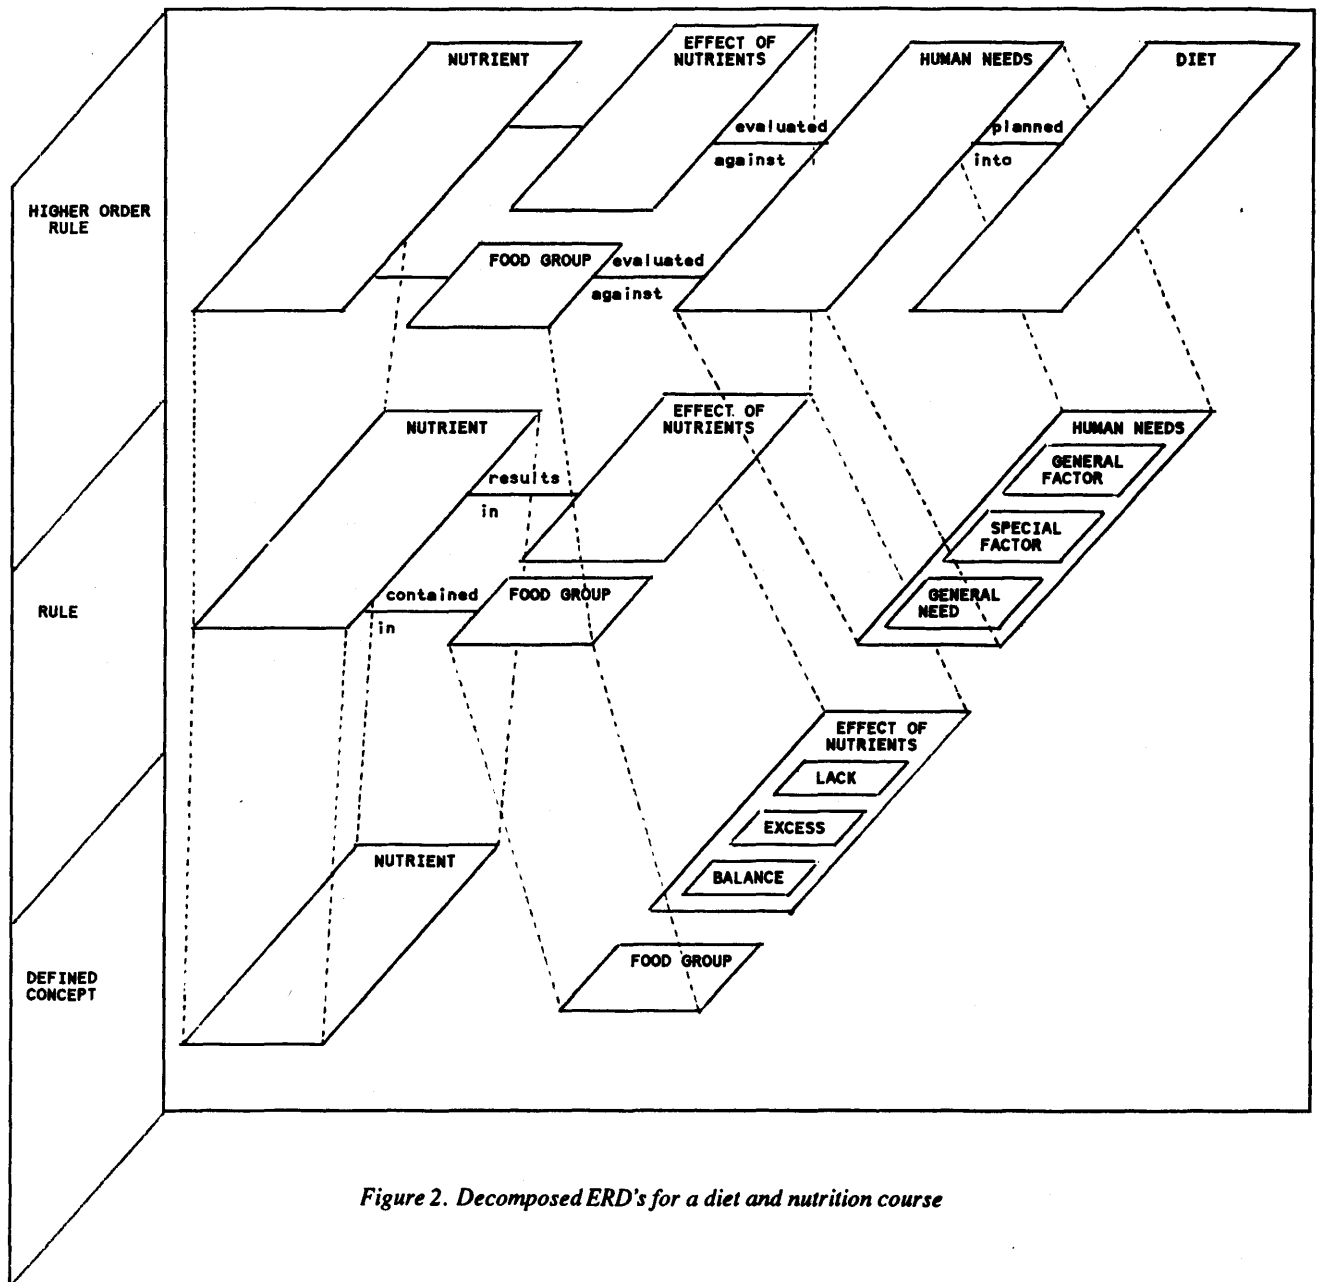 NUTRIENT
EFFECT OF
NUTRIENTS
HUMAN NEEDS
DIET
evaluated
against
planned
into
HIGHER ORDER
RULE
FOOD GROUP
evaluated
against
NUTRIENT
EFFECT OF
NUTRIENTS
HUMAN NEEDS
GENERAL
FACTOR
SPECIAL
FACTOR
GENERAL
NEED
results
in
RULE
contained
in
FOOD GROUP
EFFECT OF
NUTRIENTS
LACK
EXCESS
BALANCE
NUTRIENT
FOOD GROUP
DEFINED
CONCEPT
Figure 2. Decomposed ERD's for a diet and nutrition course